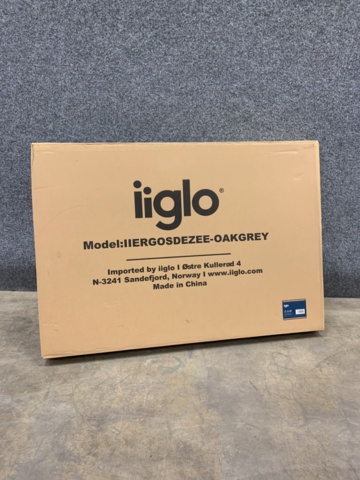 iiglo®
Model:IIERGOSDEZEE-OAKGREY
Imported by iiglo I Østre Kullerød 4
N-3241 Sandefjord, Norway I www.iiglo.com
Made in China
iiglo